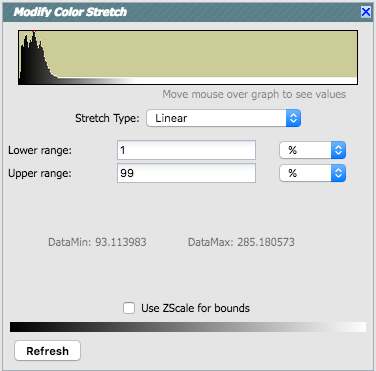 Modify Color Stretch
Move mouse over graph to see values
Stretch Type: Linear
Lower range: 1 %
Upper range: 99 %
DataMin: 93.113983 DataMax: 285.180573
Use ZScale for bounds
Refresh